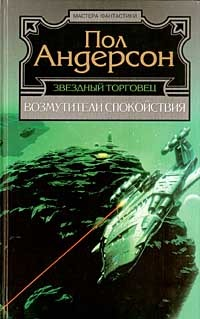 МАСТЕРА ФАНТАСТИКИ
Пол
Андерсон
ЗВЕЗДНЫЙ ТОРГОВЕЦ
ВОЗМУТИТЕЛИ СПОКОЙСТВИЯ